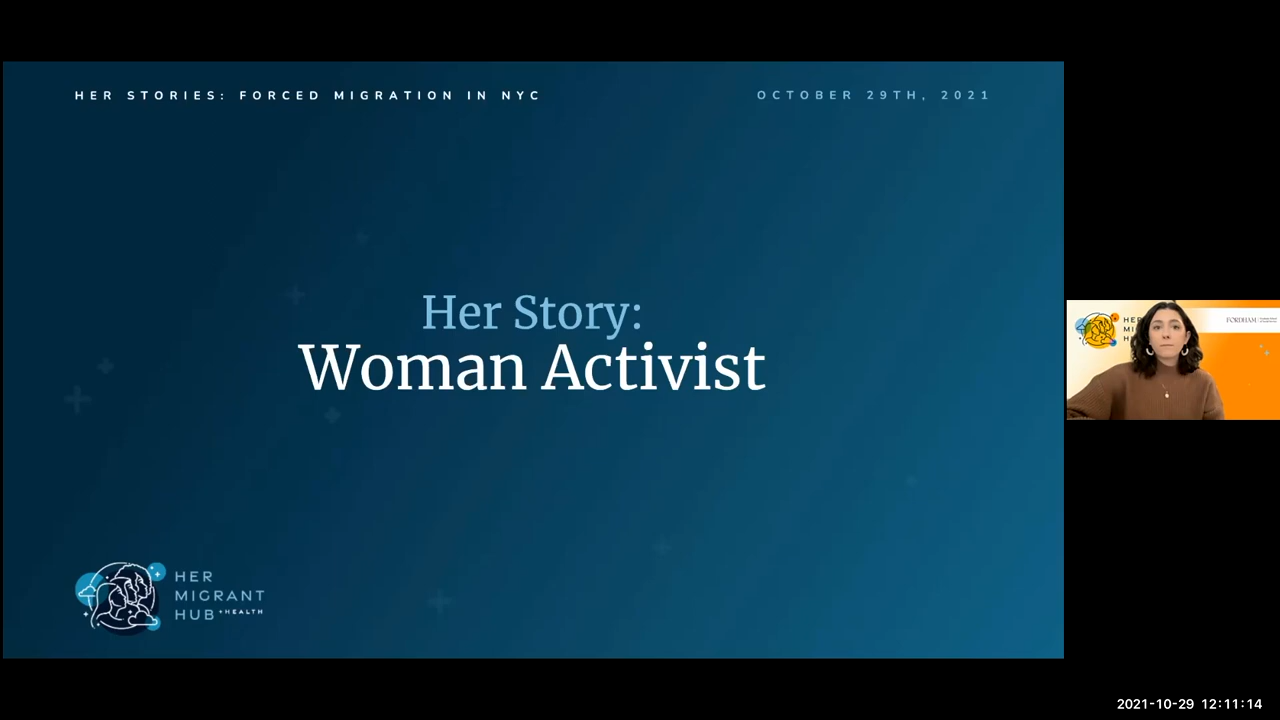 HER STORIES: FORCED MIGRATION IN NYC
OCTOBER 29TH, 2021
Her Story:
Woman Activist
HER
MIGRANT
HUB +HEALTH
FORDHAM
2021-10-29 12:11:14